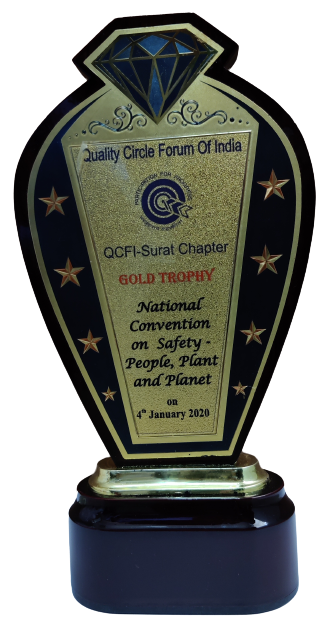 Quality Circle Forum Of India
QCFI-Surat Chapter
GOLD TROPHY
National
Convention
on Safety -
People, Plant
and Planet
on
4th January 2020